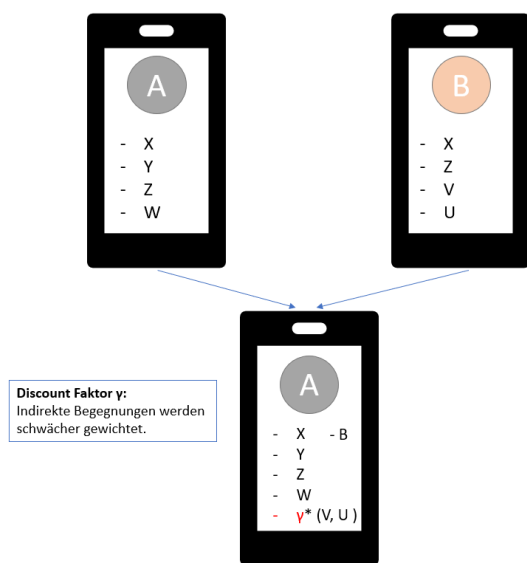 A
- X
- Y
- Z
- W
B
- X
- Z
- V
- U
Discount Faktor γ:
Indirekte Begegnungen werden
schwächer gewichtet.
A
- X - B
- Y
- Z
- W
- γ* (V, U )